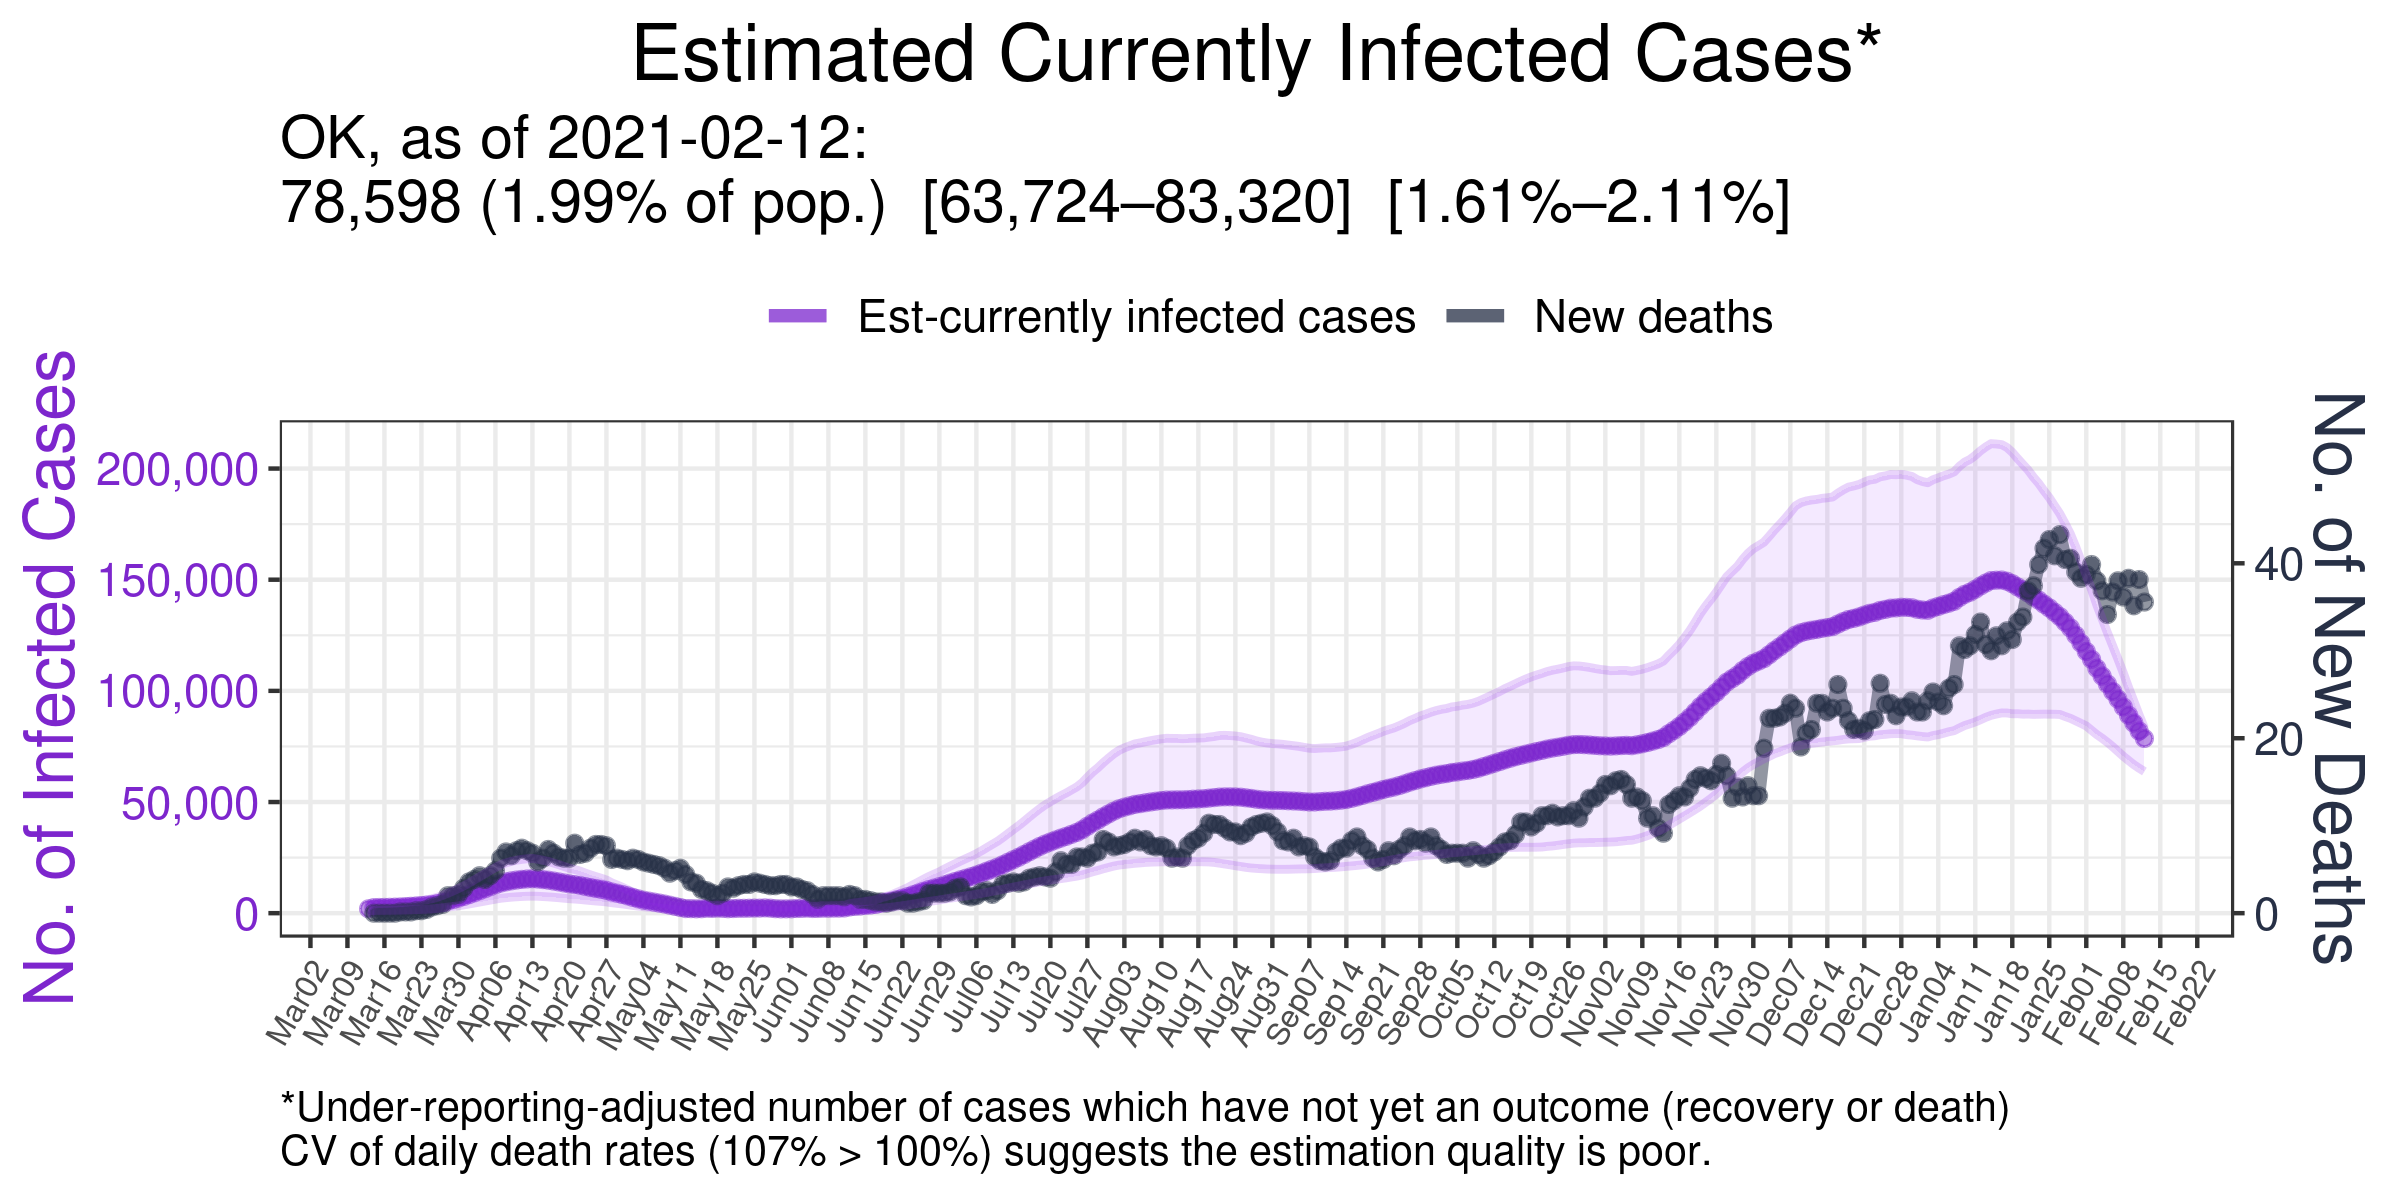 Estimated Currently Infected Cases*
OK, as of 2021-02-12:
78,598 (1.99% of pop.)  [63,724–83,320]  [1.61%–2.11%]
Est-currently infected cases
New deaths
No. of Infected Cases
200,000
150,000
100,000
50,000
0
No. of New Deaths
40
20
0
Mar02
Mar09
Mar16
Mar23
Mar30
Apr06
Apr13
Apr20
Apr27
May04
May11
May18
May25
Jun01
Jun08
Jun15
Jun22
Jun29
Jul06
Jul13
Jul20
Jul27
Aug03
Aug10
Aug17
Aug24
Aug31
Sep07
Sep14
Sep21
Sep28
Oct05
Oct12
Oct19
Oct26
Nov02
Nov09
Nov16
Nov23
Nov30
Dec07
Dec14
Dec21
Dec28
Jan04
Jan11
Jan18
Jan25
Feb01
Feb08
Feb15
Feb22
*Under-reporting-adjusted number of cases which have not yet an outcome (recovery or death)
CV of daily death rates (107% > 100%) suggests the estimation quality is poor.